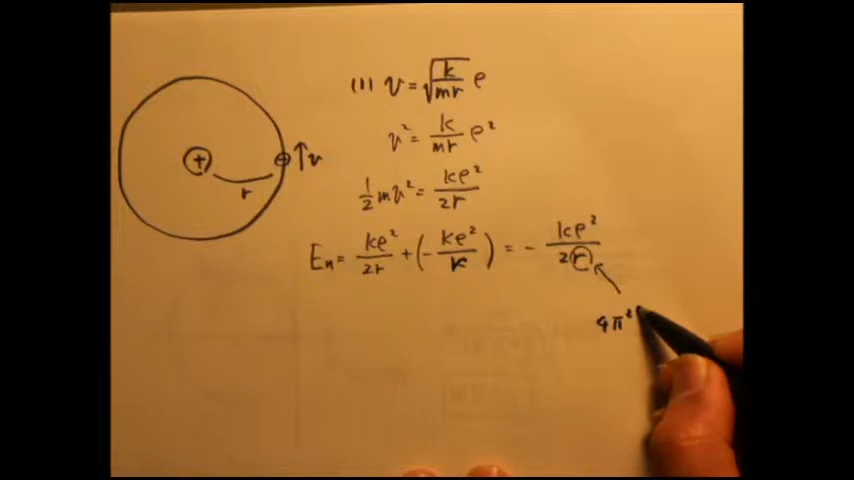 (1) v = √(k/mr) e
v² = k/mr e²
+ r ⊖ ↑v
1/2 mv² = ke²/2r
Eₙ = ke²/2r + (- ke²/r) = - ke²/2r
4π²